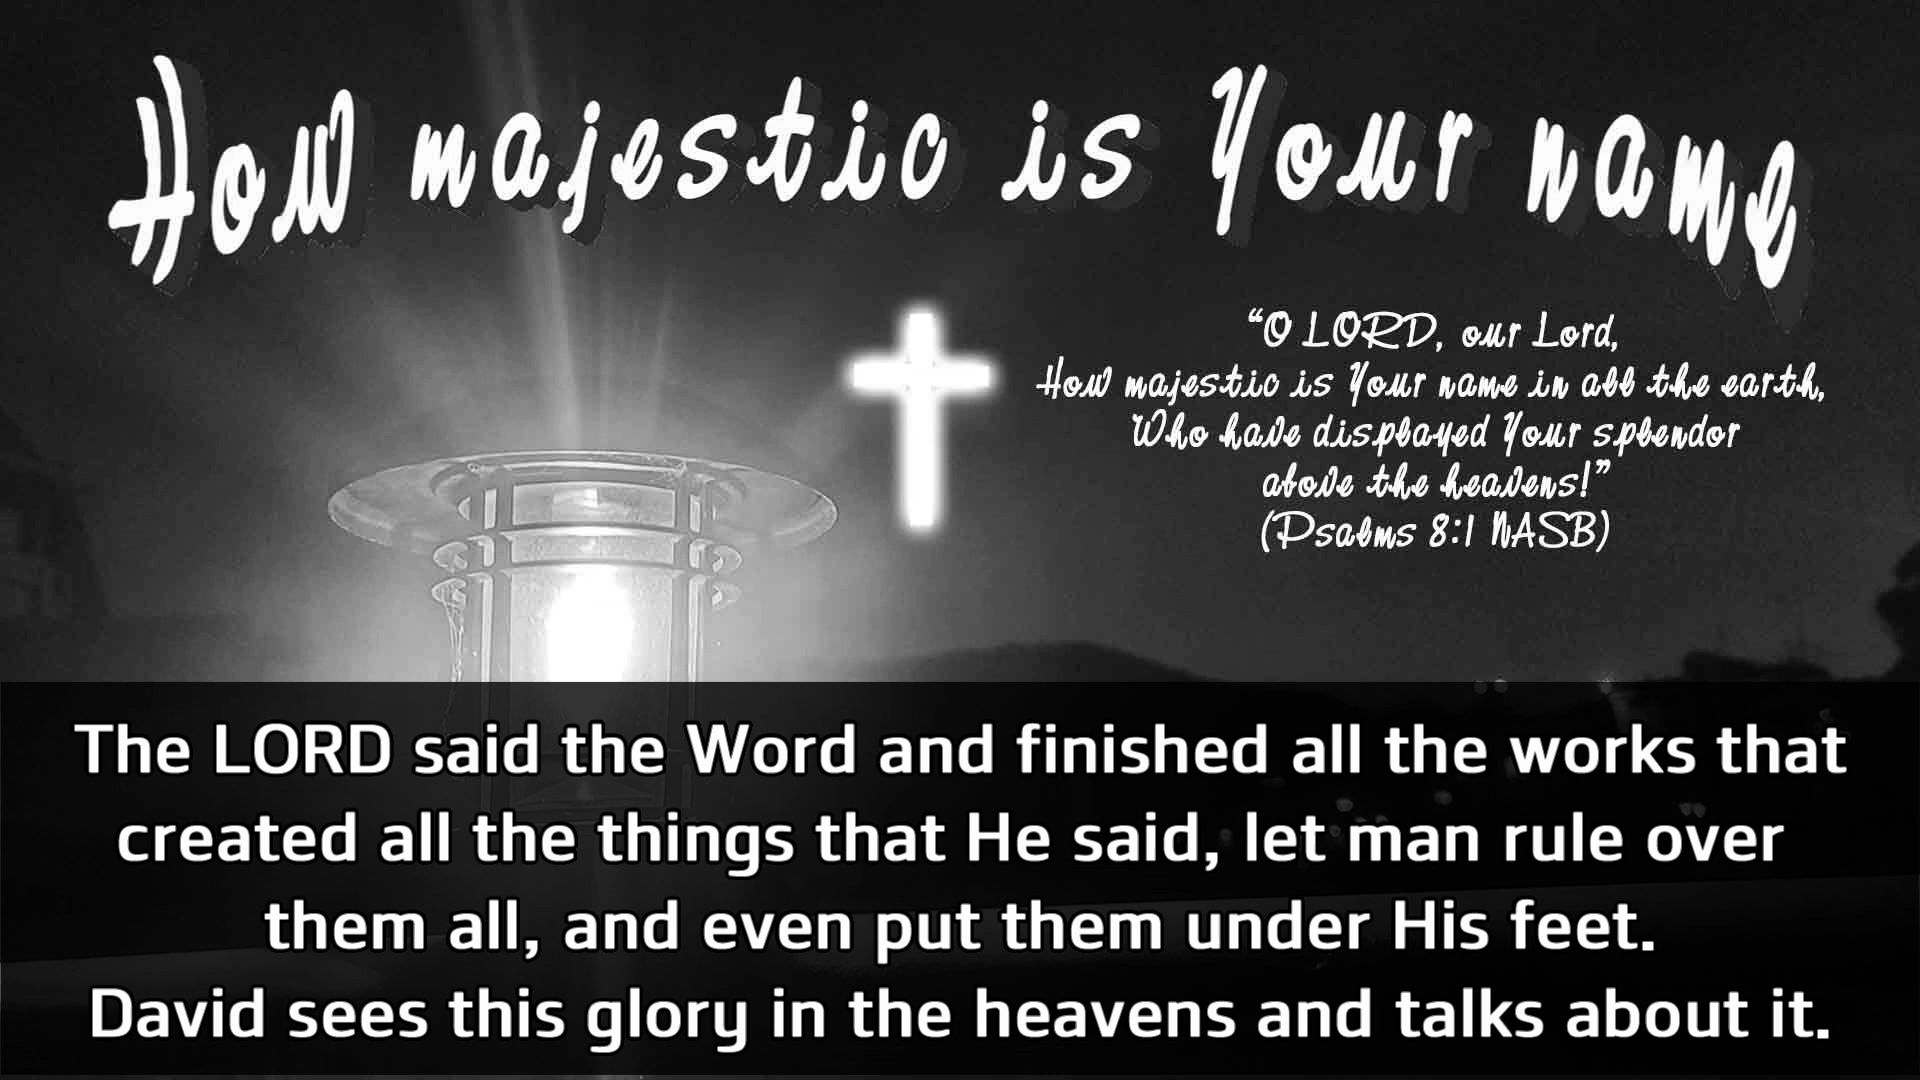 How majestic is Your name
“O LORD, our Lord,
How majestic is Your name in all the earth,
Who have displayed Your splendor
above the heavens!”
(Psalms 8:1 NASB)
The LORD said the Word and finished all the works that
created all the things that He said, let man rule over
them all, and even put them under His feet.
David sees this glory in the heavens and talks about it.